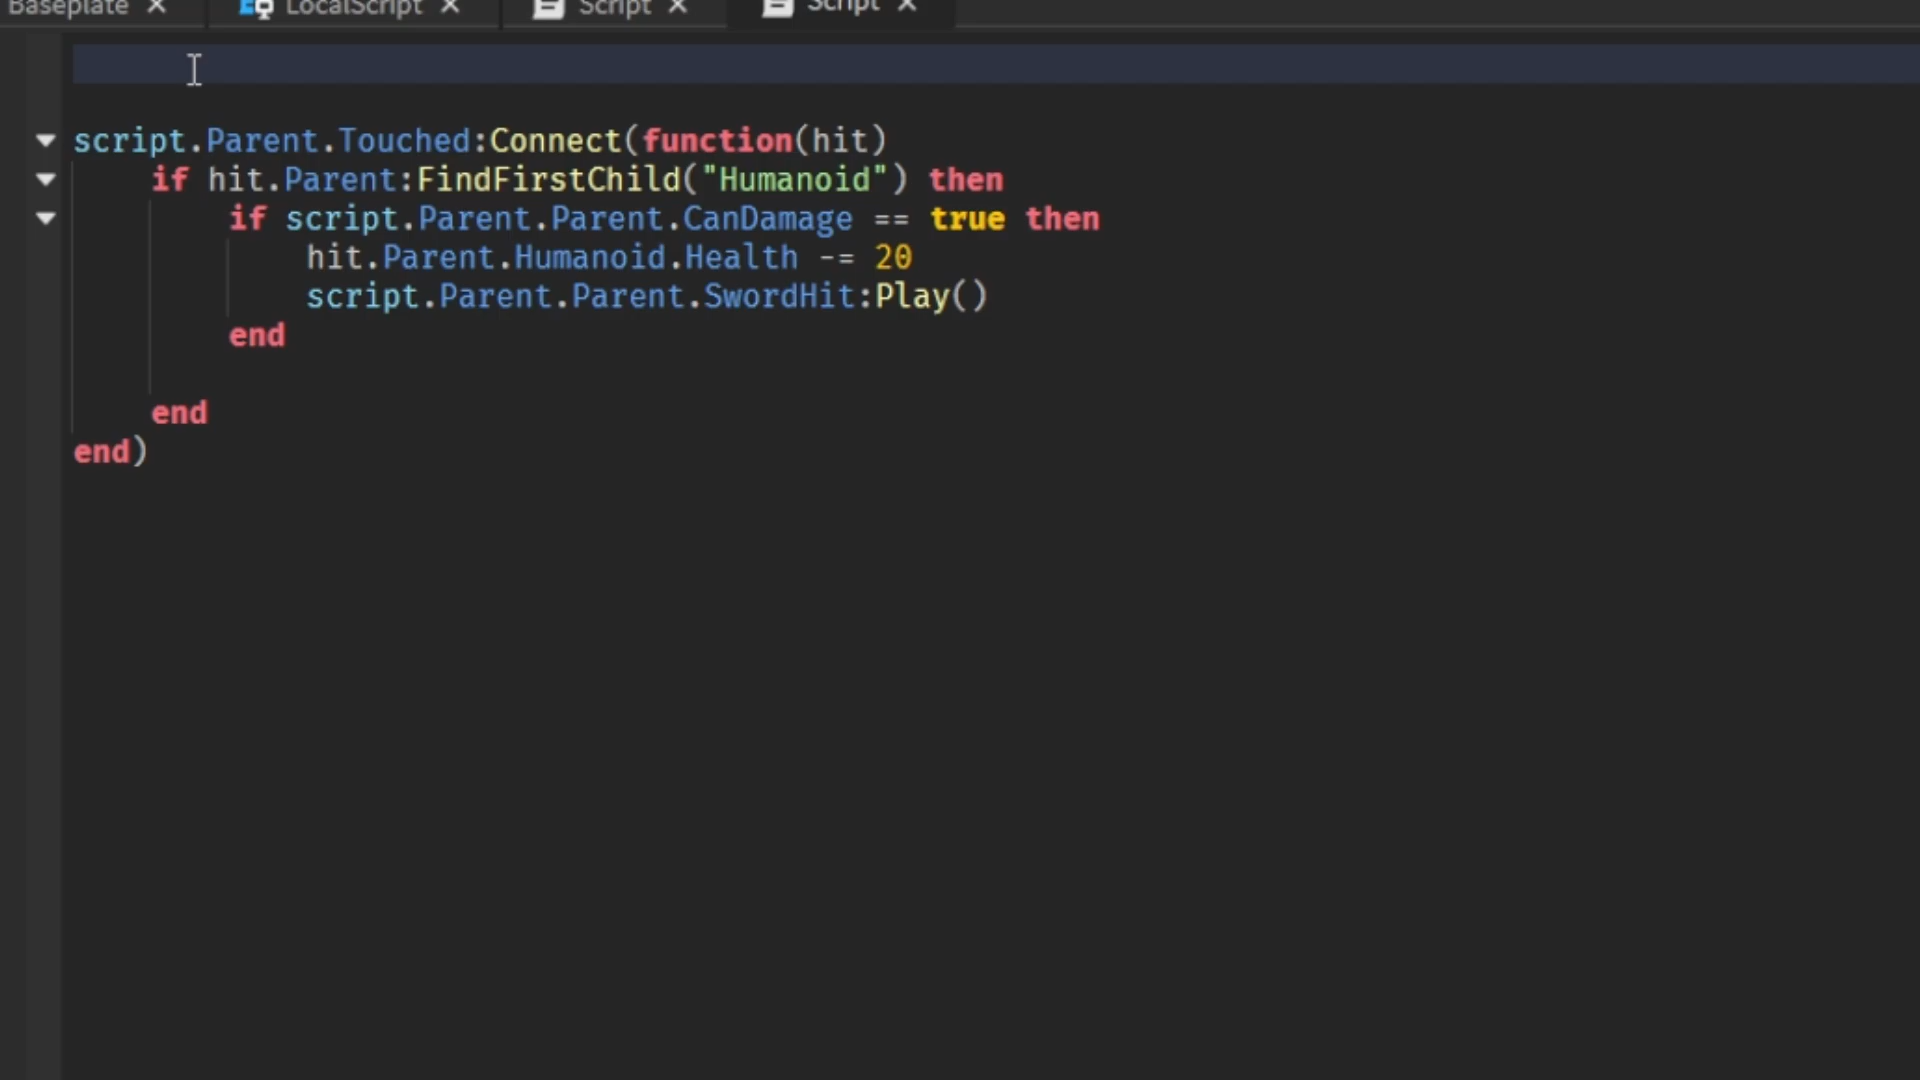 Baseplate LocalScript Script Script
script.Parent.Touched:Connect(function(hit)
if hit.Parent:FindFirstChild("Humanoid") then
if script.Parent.Parent.CanDamage == true then
hit.Parent.Humanoid.Health -= 20
script.Parent.Parent.SwordHit:Play()
end
end
end)